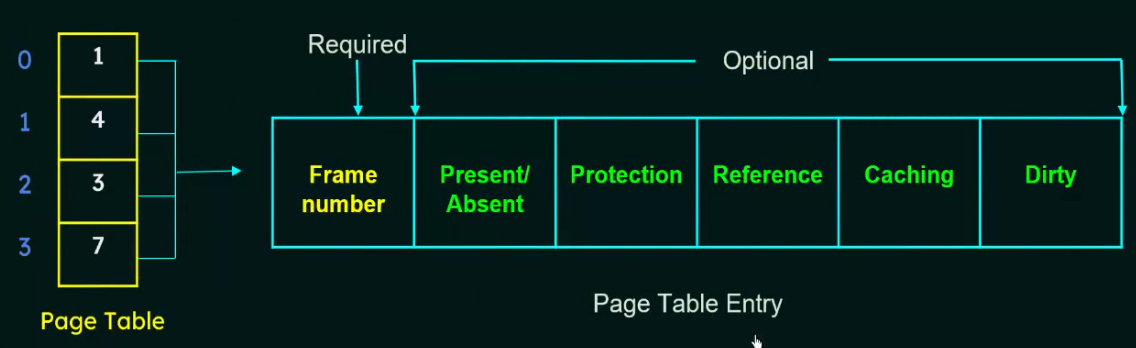 Required
Optional
0 1
1 4
2 3
3 7
Frame
number
Present/
Absent
Protection
Reference
Caching
Dirty
Page Table
Page Table Entry